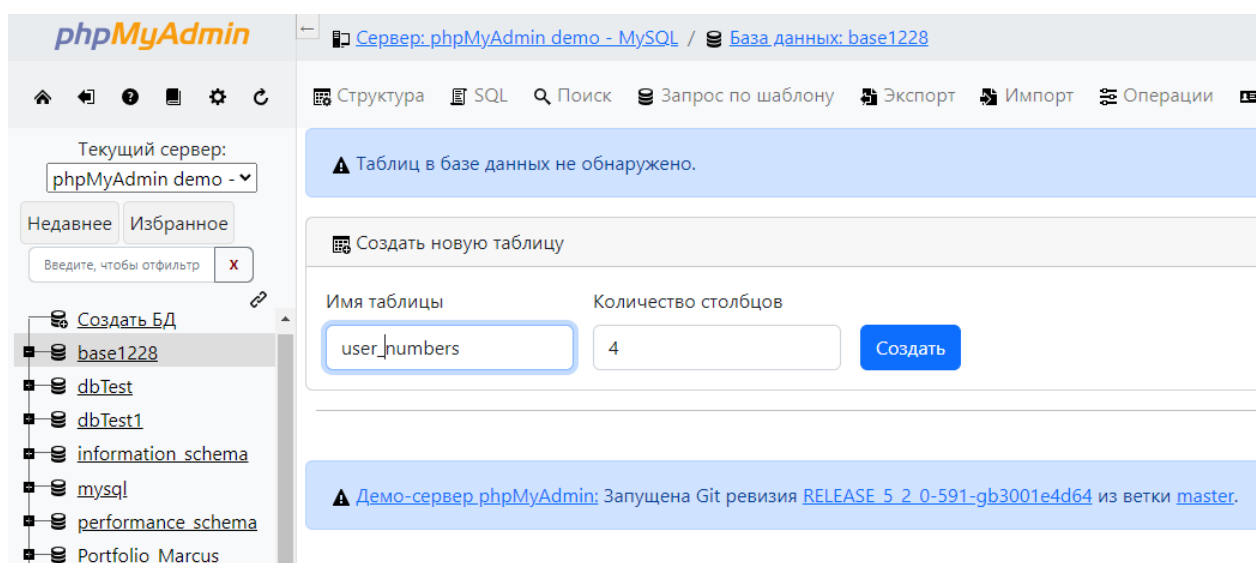 phpMyAdmin
← Сервер: phpMyAdmin demo - MySQL / База данных: base1228
Структура SQL Поиск Запрос по шаблону Экспорт Импорт Операции
Текущий сервер:
phpMyAdmin demo -
Недавнее Избранное
Введите, чтобы отфильтр X
Создать БД
base1228
dbTest
dbTest1
information_schema
mysql
performance_schema
Portfolio_Marcus
Таблиц в базе данных не обнаружено.
Создать новую таблицу
Имя таблицы Количество столбцов
user_numbers 4 Создать
Демо-сервер phpMyAdmin: Запущена Git ревизия RELEASE_5_2_0-591-gb3001e4d64 из ветки master.